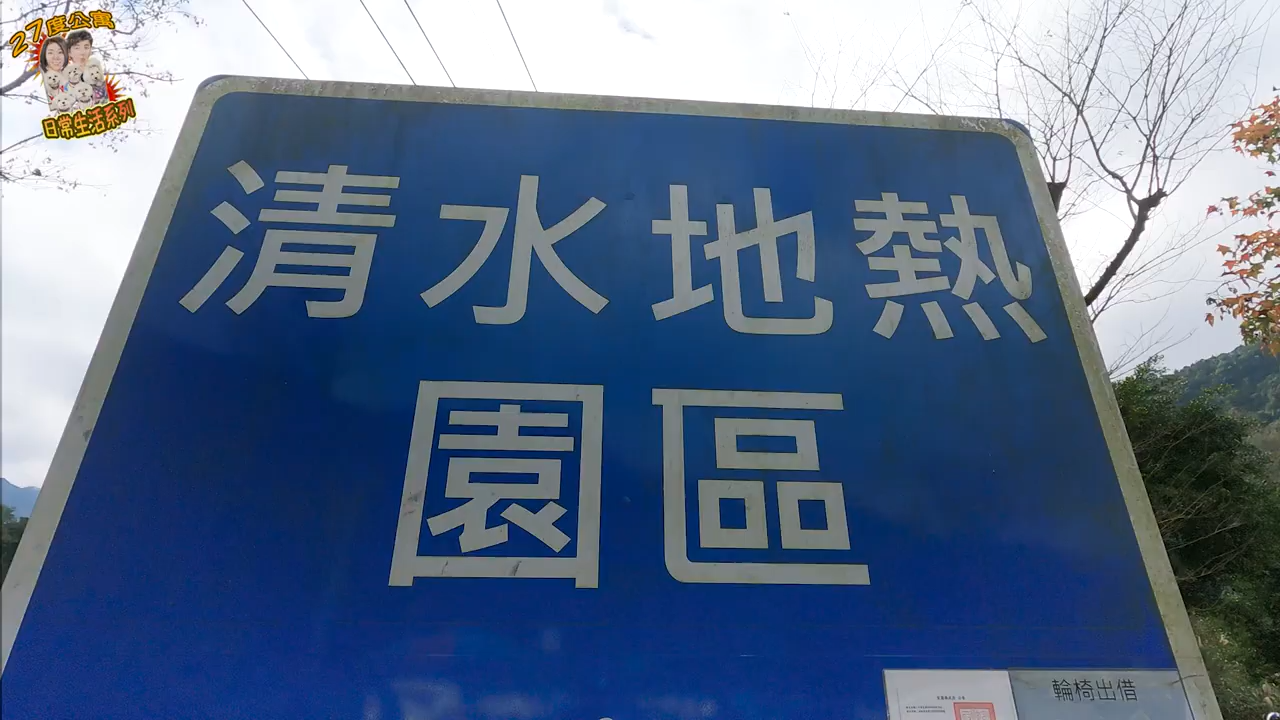 27度公寓
日常生活系列
清水地熱
園區
輪椅出借